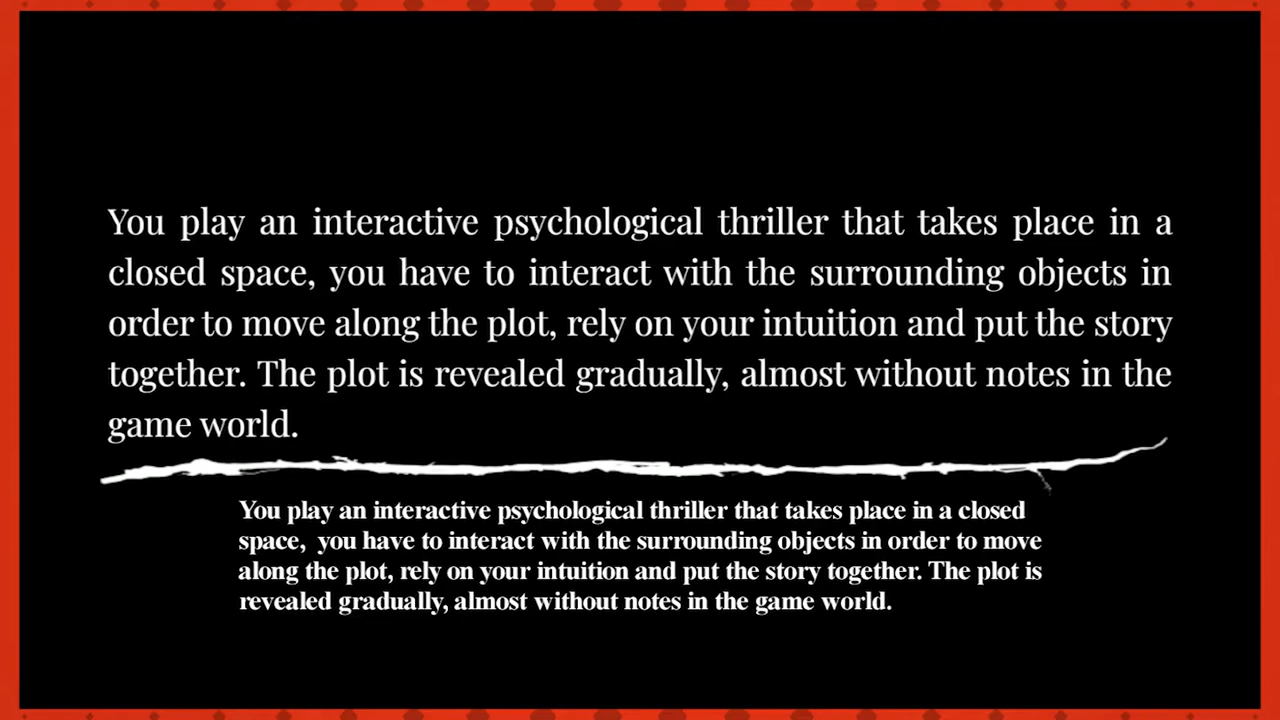 You play an interactive psychological thriller that takes place in a
closed space, you have to interact with the surrounding objects in
order to move along the plot, rely on your intuition and put the story
together. The plot is revealed gradually, almost without notes in the
game world.
You play an interactive psychological thriller that takes place in a closed
space,  you have to interact with the surrounding objects in order to move
along the plot, rely on your intuition and put the story together. The plot is
revealed gradually, almost without notes in the game world.